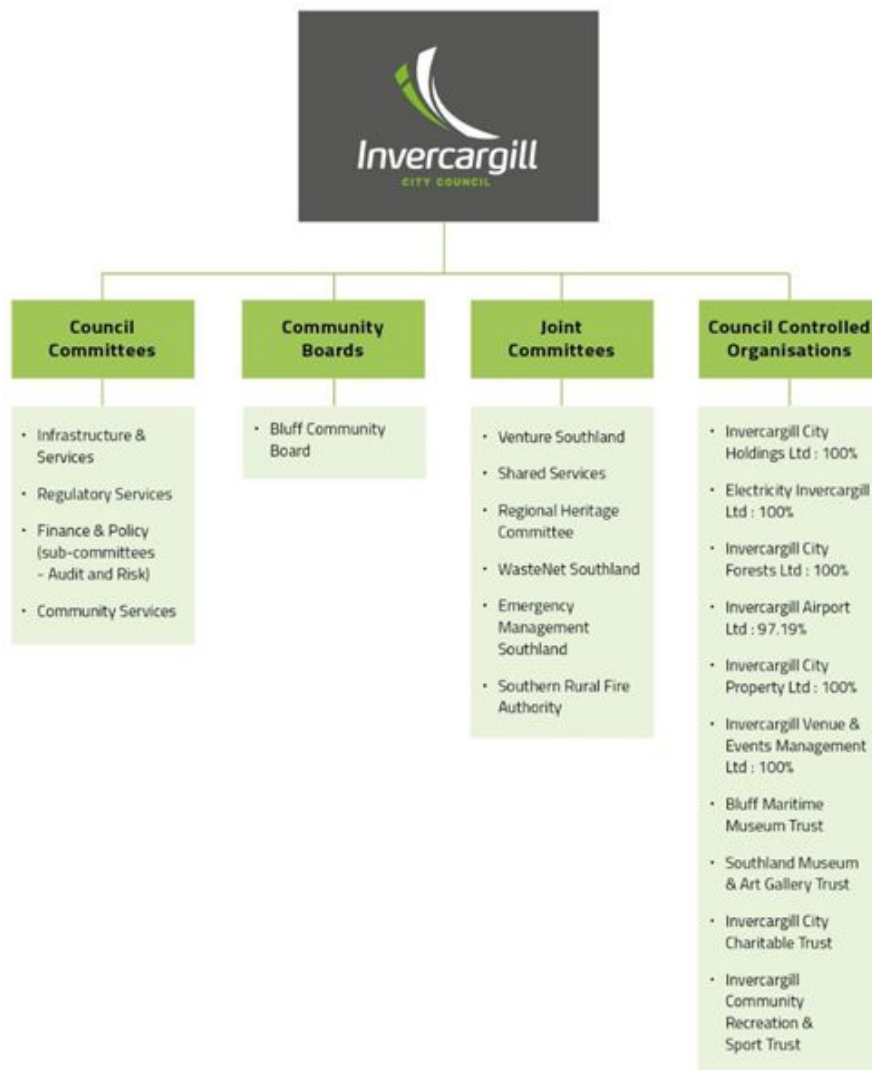 Invercargill
CITY COUNCIL
Council
Committees
• Infrastructure &
Services
• Regulatory Services
• Finance & Policy
(sub-committees
- Audit and Risk)
• Community Services
Community
Boards
• Bluff Community
Board
Joint
Committees
• Venture Southland
• Shared Services
• Regional Heritage
Committee
• WasteNet Southland
• Emergency
Management
Southland
• Southern Rural Fire
Authority
Council Controlled
Organisations
• Invercargill City
Holdings Ltd : 100%
• Electricity Invercargill
Ltd : 100%
• Invercargill City
Forests Ltd : 100%
• Invercargill Airport
Ltd : 97.19%
• Invercargill City
Property Ltd : 100%
• Invercargill Venue &
Events Management
Ltd : 100%
• Bluff Maritime
Museum Trust
• Southland Museum
& Art Gallery Trust
• Invercargill City
Charitable Trust
• Invercargill
Community
Recreation &
Sport Trust